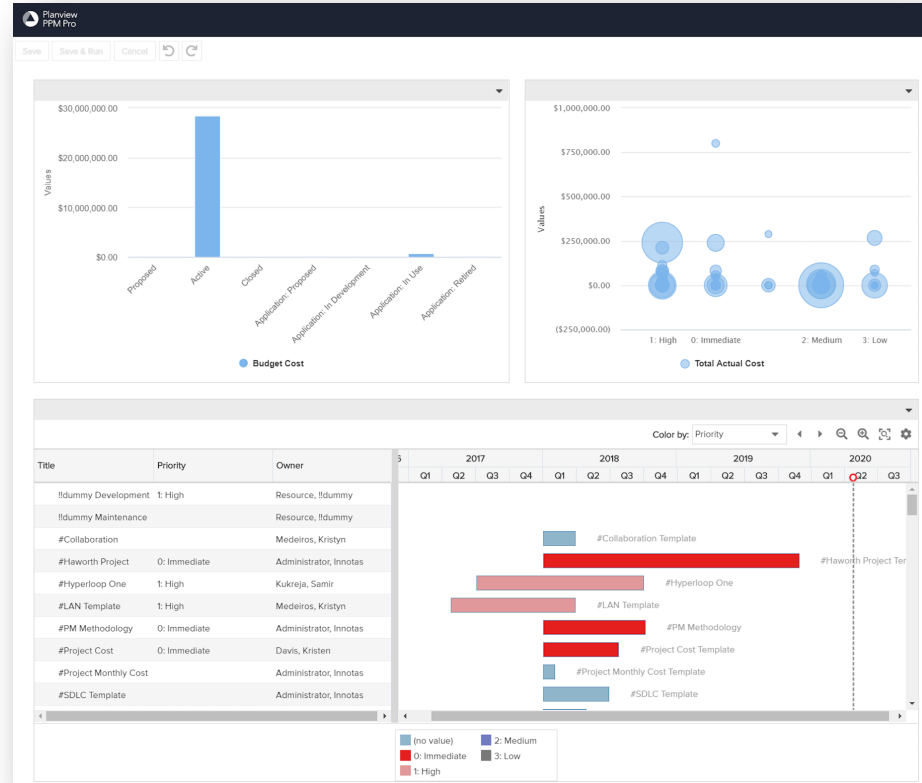 Planview
PPM Pro
Save Save & Run Cancel
$30,000,000.00
$20,000,000.00
$10,000,000.00
$0.00
Values
Proposed
Active
Closed
Application: Proposed
Application: In Development
Application: In Use
Application: Retired
Budget Cost
$1,000,000.00
$750,000.00
$500,000.00
$250,000.00
$0.00
($250,000.00)
Values
1: High 0: Immediate 2: Medium 3: Low
Total Actual Cost
Color by: Priority
Title Priority Owner
2017 2018 2019 2020
Q1 Q2 Q3 Q4 Q1 Q2 Q3 Q4 Q1 Q2 Q3 Q4 Q1 Q2 Q3
!!dummy Development 1: High Resource, !!dummy
!!dummy Maintenance Resource, !!dummy
#Collaboration Medeiros, Kristyn #Collaboration Template
#Haworth Project 0: Immediate Administrator, Innotas #Haworth Project Ter
#Hyperloop One 1: High Kukreja, Samir #Hyperloop One
#LAN Template 1: High Medeiros, Kristyn #LAN Template
#PM Methodology 0: Immediate Administrator, Innotas #PM Methodology
#Project Cost 0: Immediate Davis, Kristen #Project Cost Template
#Project Monthly Cost Administrator, Innotas #Project Monthly Cost Template
#SDLC Template Administrator, Innotas #SDLC Template
(no value) 2: Medium
0: Immediate 3: Low
1: High